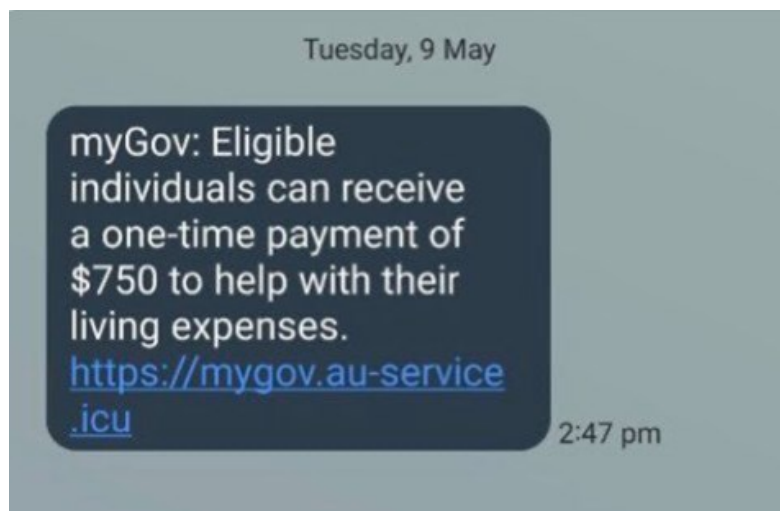 Tuesday, 9 May
myGov: Eligible
individuals can receive
a one-time payment of
$750 to help with their
living expenses.
https://mygov.au-service
.icu
2:47 pm